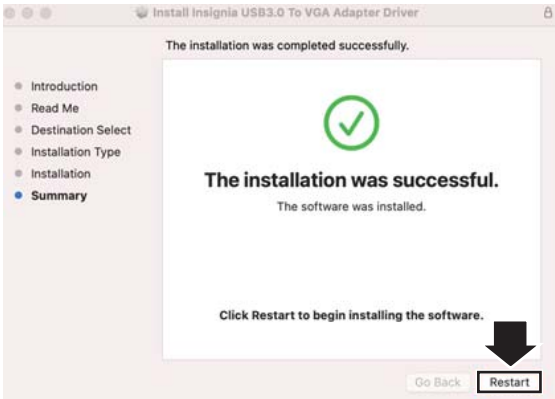 Install Insignia USB3.0 To VGA Adapter Driver
The installation was completed successfully.
Introduction
Read Me
Destination Select
Installation Type
Installation
Summary
The installation was successful.
The software was installed.
Click Restart to begin installing the software.
Go Back
Restart